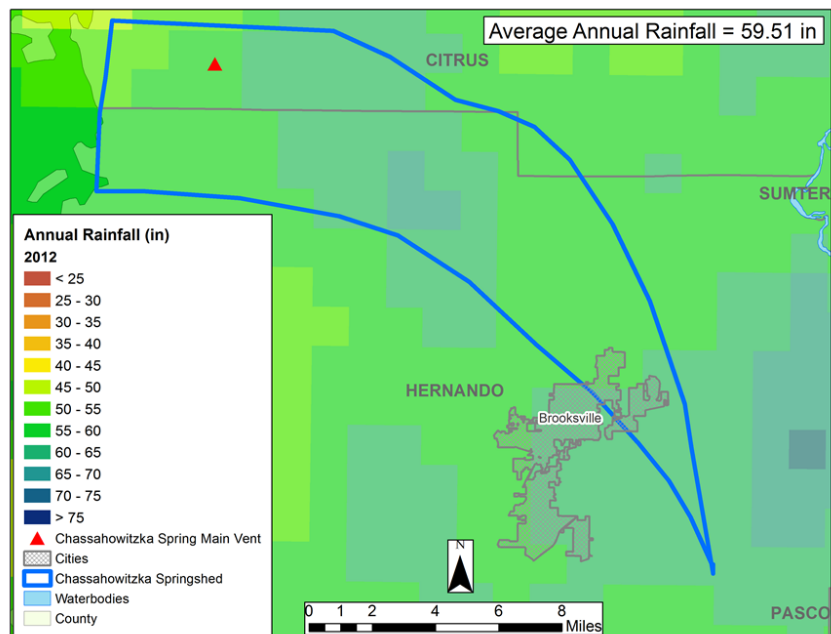 Average Annual Rainfall = 59.51 in
CITRUS
SUMTER
HERNANDO
Brooksville
PASCO
Annual Rainfall (in)
2012
< 25
25 - 30
30 - 35
35 - 40
40 - 45
45 - 50
50 - 55
55 - 60
60 - 65
65 - 70
70 - 75
> 75
Chassahowitzka Spring Main Vent
Cities
Chassahowitzka Springshed
Waterbodies
County
N
0 1 2 4 6 8
Miles